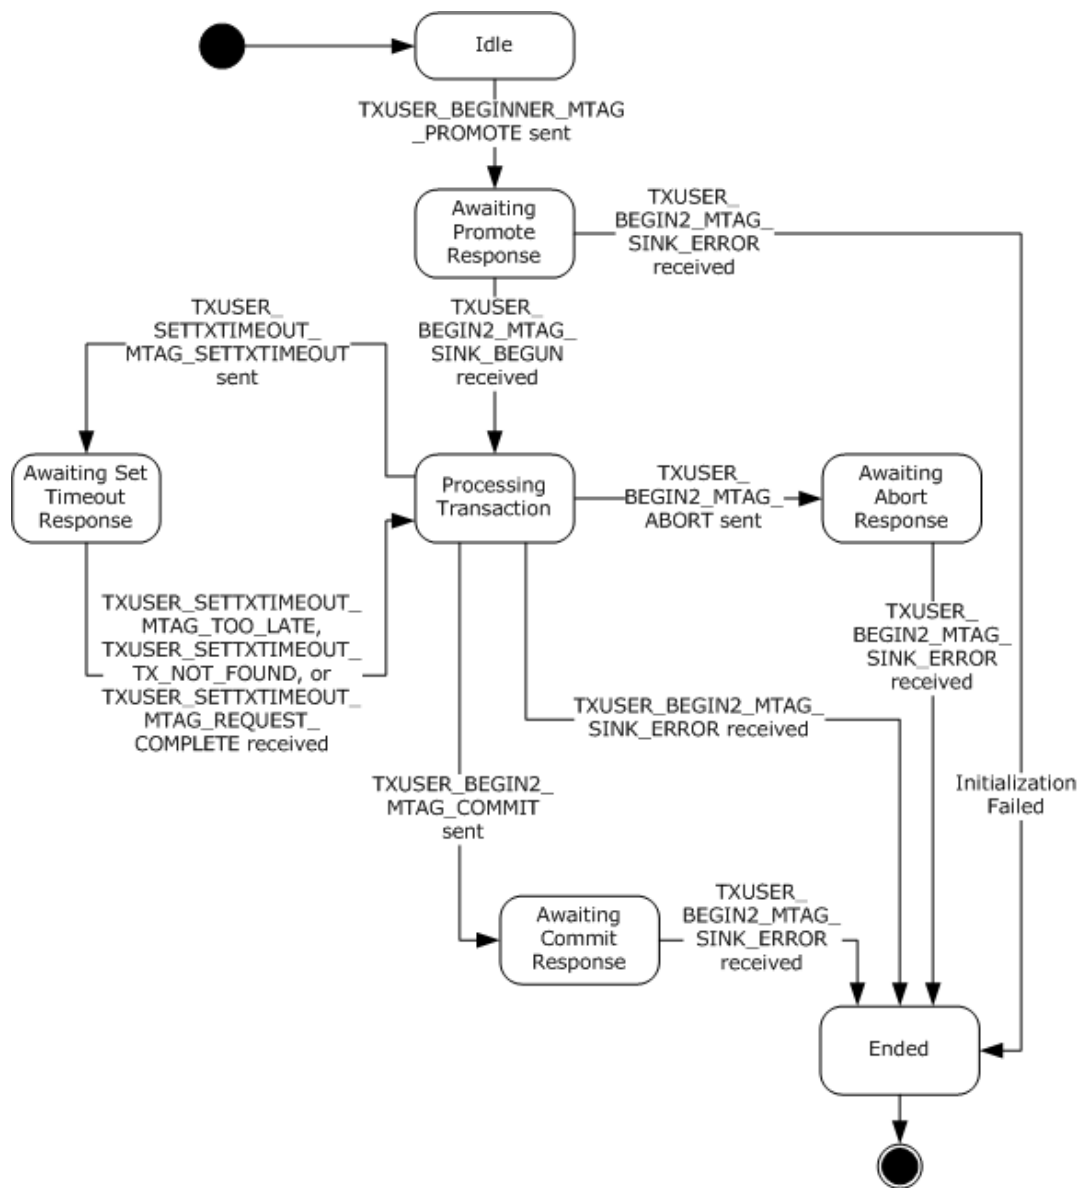 Idle
TXUSER_BEGINNER_MTAG
_PROMOTE sent
Awaiting
Promote
Response
TXUSER_
BEGIN2_MTAG_
SINK_ERROR
received
TXUSER_
SETTXTIMEOUT_
MTAG_SETTXTIMEOUT
sent
TXUSER_
BEGIN2_MTAG_
SINK_BEGUN
received
Awaiting Set
Timeout
Response
Processing
Transaction
TXUSER_
BEGIN2_MTAG_
ABORT sent
Awaiting
Abort
Response
TXUSER_SETTXTIMEOUT_
MTAG_TOO_LATE,
TXUSER_SETTXTIMEOUT_
TX_NOT_FOUND, or
TXUSER_SETTXTIMEOUT_
MTAG_REQUEST_
COMPLETE received
TXUSER_
BEGIN2_MTAG_
SINK_ERROR
received
TXUSER_BEGIN2_MTAG_
SINK_ERROR received
TXUSER_BEGIN2_
MTAG_COMMIT
sent
Initialization
Failed
Awaiting
Commit
Response
TXUSER_
BEGIN2_MTAG_
SINK_ERROR
received
Ended